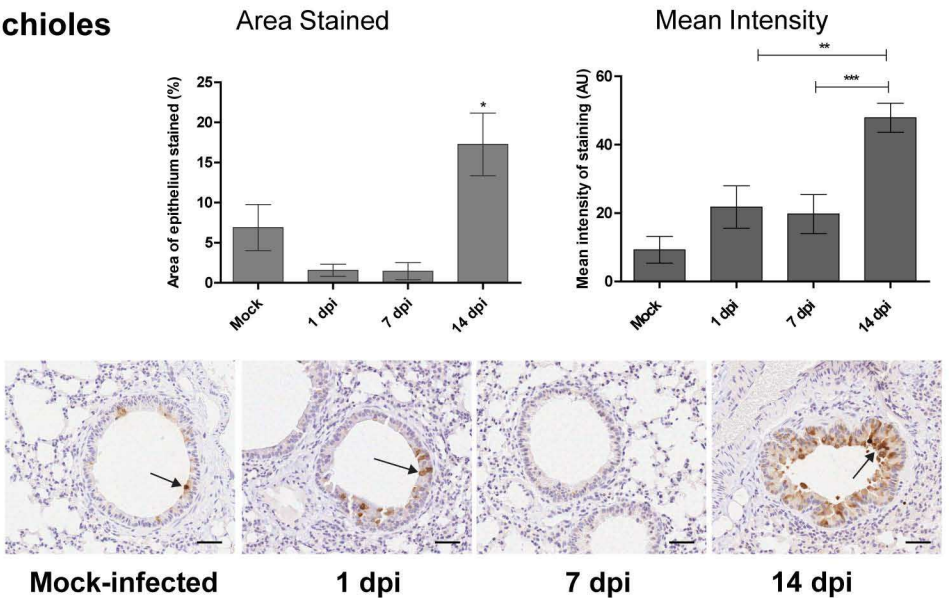 chioles
Area Stained
Mean Intensity
Area of epithelium stained (%)
25
20
15
10
5
0
*
Mock
1 dpi
7 dpi
14 dpi
Mean intensity of staining (AU)
60
40
20
0
**
***
Mock
1 dpi
7 dpi
14 dpi
Mock-infected
1 dpi
7 dpi
14 dpi